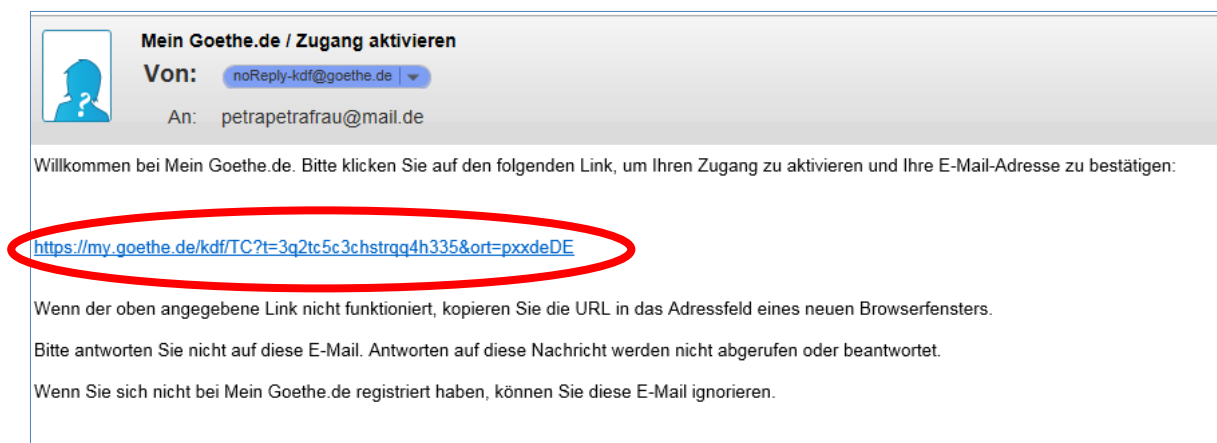 Mein Goethe.de / Zugang aktivieren
Von: noReply-kdf@goethe.de
An: petrapetrafrau@mail.de
Willkommen bei Mein Goethe.de. Bitte klicken Sie auf den folgenden Link, um Ihren Zugang zu aktivieren und Ihre E-Mail-Adresse zu bestätigen:
https://my.goethe.de/kdf/TC?t=3q2tc5c3chstrqq4h335&ort=pxxdeDE
Wenn der oben angegebene Link nicht funktioniert, kopieren Sie die URL in das Adressfeld eines neuen Browserfensters.
Bitte antworten Sie nicht auf diese E-Mail. Antworten auf diese Nachricht werden nicht abgerufen oder beantwortet.
Wenn Sie sich nicht bei Mein Goethe.de registriert haben, können Sie diese E-Mail ignorieren.